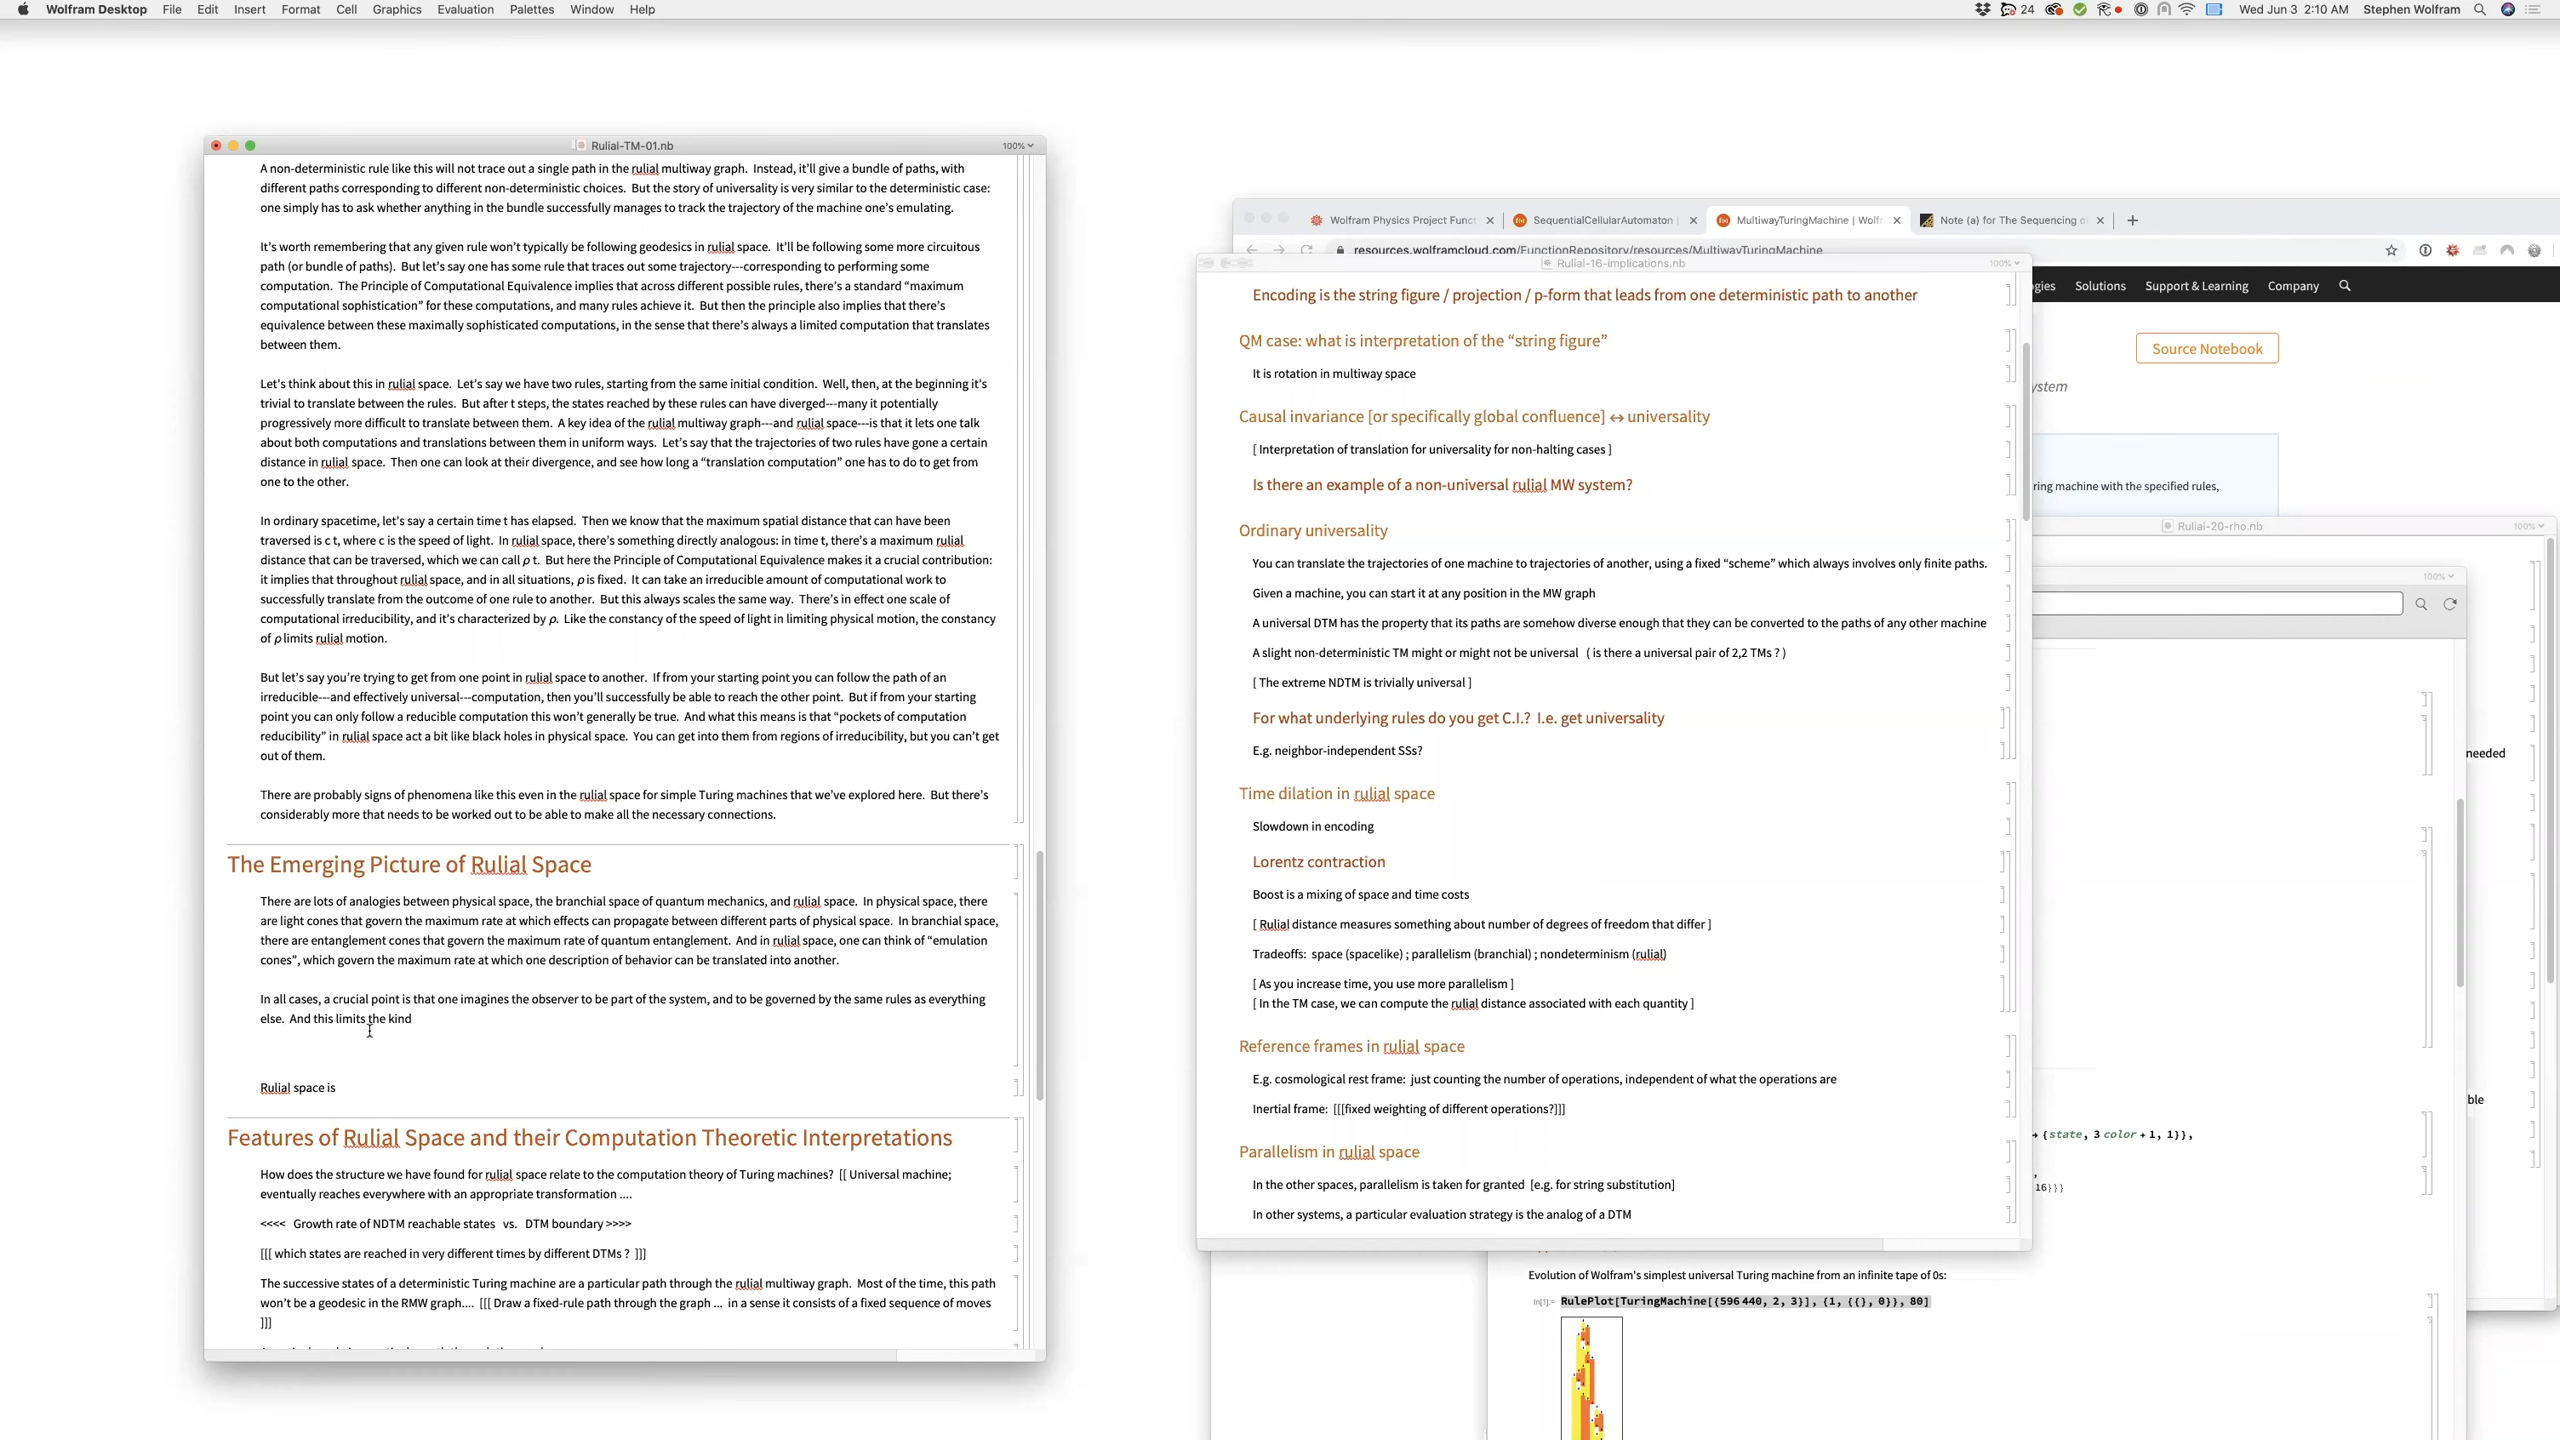 Wolfram Desktop File Edit Insert Format Cell Graphics Evaluation Palettes Window Help
24 Wed Jun 3 2:10 AM Stephen Wolfram
Rulial-TM-01.nb 100%
A non-deterministic rule like this will not trace out a single path in the rulial multiway graph. Instead, it'll give a bundle of paths, with
different paths corresponding to different non-deterministic choices. But the story of universality is very similar to the deterministic case:
one simply has to ask whether anything in the bundle successfully manages to track the trajectory of the machine one's emulating.
It's worth remembering that any given rule won't typically be following geodesics in rulial space. It'll be following some more circuitous
path (or bundle of paths). But let's say one has some rule that traces out some trajectory---corresponding to performing some
computation. The Principle of Computational Equivalence implies that across different possible rules, there's a standard “maximum
computational sophistication” for these computations, and many rules achieve it. But then the principle also implies that there's
equivalence between these maximally sophisticated computations, in the sense that there's always a limited computation that translates
between them.
Let's think about this in rulial space. Let's say we have two rules, starting from the same initial condition. Well, then, at the beginning it's
trivial to translate between the rules. But after t steps, the states reached by these rules can have diverged---many it potentially
progressively more difficult to translate between them. A key idea of the rulial multiway graph---and rulial space---is that it lets one talk
about both computations and translations between them in uniform ways. Let's say that the trajectories of two rules have gone a certain
distance in rulial space. Then one can look at their divergence, and see how long a “translation computation” one has to do to get from
one to the other.
In ordinary spacetime, let's say a certain time t has elapsed. Then we know that the maximum spatial distance that can have been
traversed is c t, where c is the speed of light. In rulial space, there's something directly analogous: in time t, there's a maximum rulial
distance that can be traversed, which we can call ρ t. But here the Principle of Computational Equivalence makes it a crucial contribution:
it implies that throughout rulial space, and in all situations, ρ is fixed. It can take an irreducible amount of computational work to
successfully translate from the outcome of one rule to another. But this always scales the same way. There's in effect one scale of
computational irreducibility, and it's characterized by ρ. Like the constancy of the speed of light in limiting physical motion, the constancy
of ρ limits rulial motion.
But let's say you're trying to get from one point in rulial space to another. If from your starting point you can follow the path of an
irreducible---and effectively universal---computation, then you'll successfully be able to reach the other point. But if from your starting
point you can only follow a reducible computation this won't generally be true. And what this means is that “pockets of computation
reducibility” in rulial space act a bit like black holes in physical space. You can get into them from regions of irreducibility, but you can't get
out of them.
There are probably signs of phenomena like this even in the rulial space for simple Turing machines that we've explored here. But there's
considerably more that needs to be worked out to be able to make all the necessary connections.
The Emerging Picture of Rulial Space
There are lots of analogies between physical space, the branchial space of quantum mechanics, and rulial space. In physical space, there
are light cones that govern the maximum rate at which effects can propagate between different parts of physical space. In branchial space,
there are entanglement cones that govern the maximum rate of quantum entanglement. And in rulial space, one can think of “emulation
cones”, which govern the maximum rate at which one description of behavior can be translated into another.
In all cases, a crucial point is that one imagines the observer to be part of the system, and to be governed by the same rules as everything
else. And this limits the kind
Rulial space is
Features of Rulial Space and their Computation Theoretic Interpretations
How does the structure we have found for rulial space relate to the computation theory of Turing machines? [[ Universal machine;
eventually reaches everywhere with an appropriate transformation ....
<<<< Growth rate of NDTM reachable states vs. DTM boundary >>>>
[[[ which states are reached in very different times by different DTMs ? ]]]
The successive states of a deterministic Turing machine are a particular path through the rulial multiway graph. Most of the time, this path
won't be a geodesic in the RMW graph.... [[[ Draw a fixed-rule path through the graph ... in a sense it consists of a fixed sequence of moves
]]]
Wolfram Physics Project Funct SequentialCellularAutomaton MultiwayTuringMachine | Wolfr Note (a) for The Sequencing o
resources.wolframcloud.com/FunctionRepository/resources/MultiwayTuringMachine
Rulial-16-implications.nb 100%
Encoding is the string figure / projection / p-form that leads from one deterministic path to another
QM case: what is interpretation of the “string figure”
It is rotation in multiway space
Causal invariance [or specifically global confluence] ↔ universality
[ Interpretation of translation for universality for non-halting cases ]
Is there an example of a non-universal rulial MW system?
Ordinary universality
You can translate the trajectories of one machine to trajectories of another, using a fixed “scheme” which always involves only finite paths.
Given a machine, you can start it at any position in the MW graph
A universal DTM has the property that its paths are somehow diverse enough that they can be converted to the paths of any other machine
A slight non-deterministic TM might or might not be universal ( is there a universal pair of 2,2 TMs ? )
[ The extreme NDTM is trivially universal ]
For what underlying rules do you get C.I.? I.e. get universality
E.g. neighbor-independent SSs?
Time dilation in rulial space
Slowdown in encoding
Lorentz contraction
Boost is a mixing of space and time costs
[ Rulial distance measures something about number of degrees of freedom that differ ]
Tradeoffs: space (spacelike) ; parallelism (branchial) ; nondeterminism (rulial)
[ As you increase time, you use more parallelism ]
[ In the TM case, we can compute the rulial distance associated with each quantity ]
Reference frames in rulial space
E.g. cosmological rest frame: just counting the number of operations, independent of what the operations are
Inertial frame: [[[fixed weighting of different operations?]]]
Parallelism in rulial space
In the other spaces, parallelism is taken for granted [e.g. for string substitution]
In other systems, a particular evaluation strategy is the analog of a DTM
gies Solutions Support & Learning Company
Source Notebook
ystem
ring machine with the specified rules,
Rulial-20-rho.nb 100%
100%
needed
ble
→ {state, 3 color + 1, 1}},
,
16}}}
Evolution of Wolfram's simplest universal Turing machine from an infinite tape of 0s:
In[1]:= RulePlot[TuringMachine[{596 440, 2, 3}], {1, {{}, 0}}, 80]